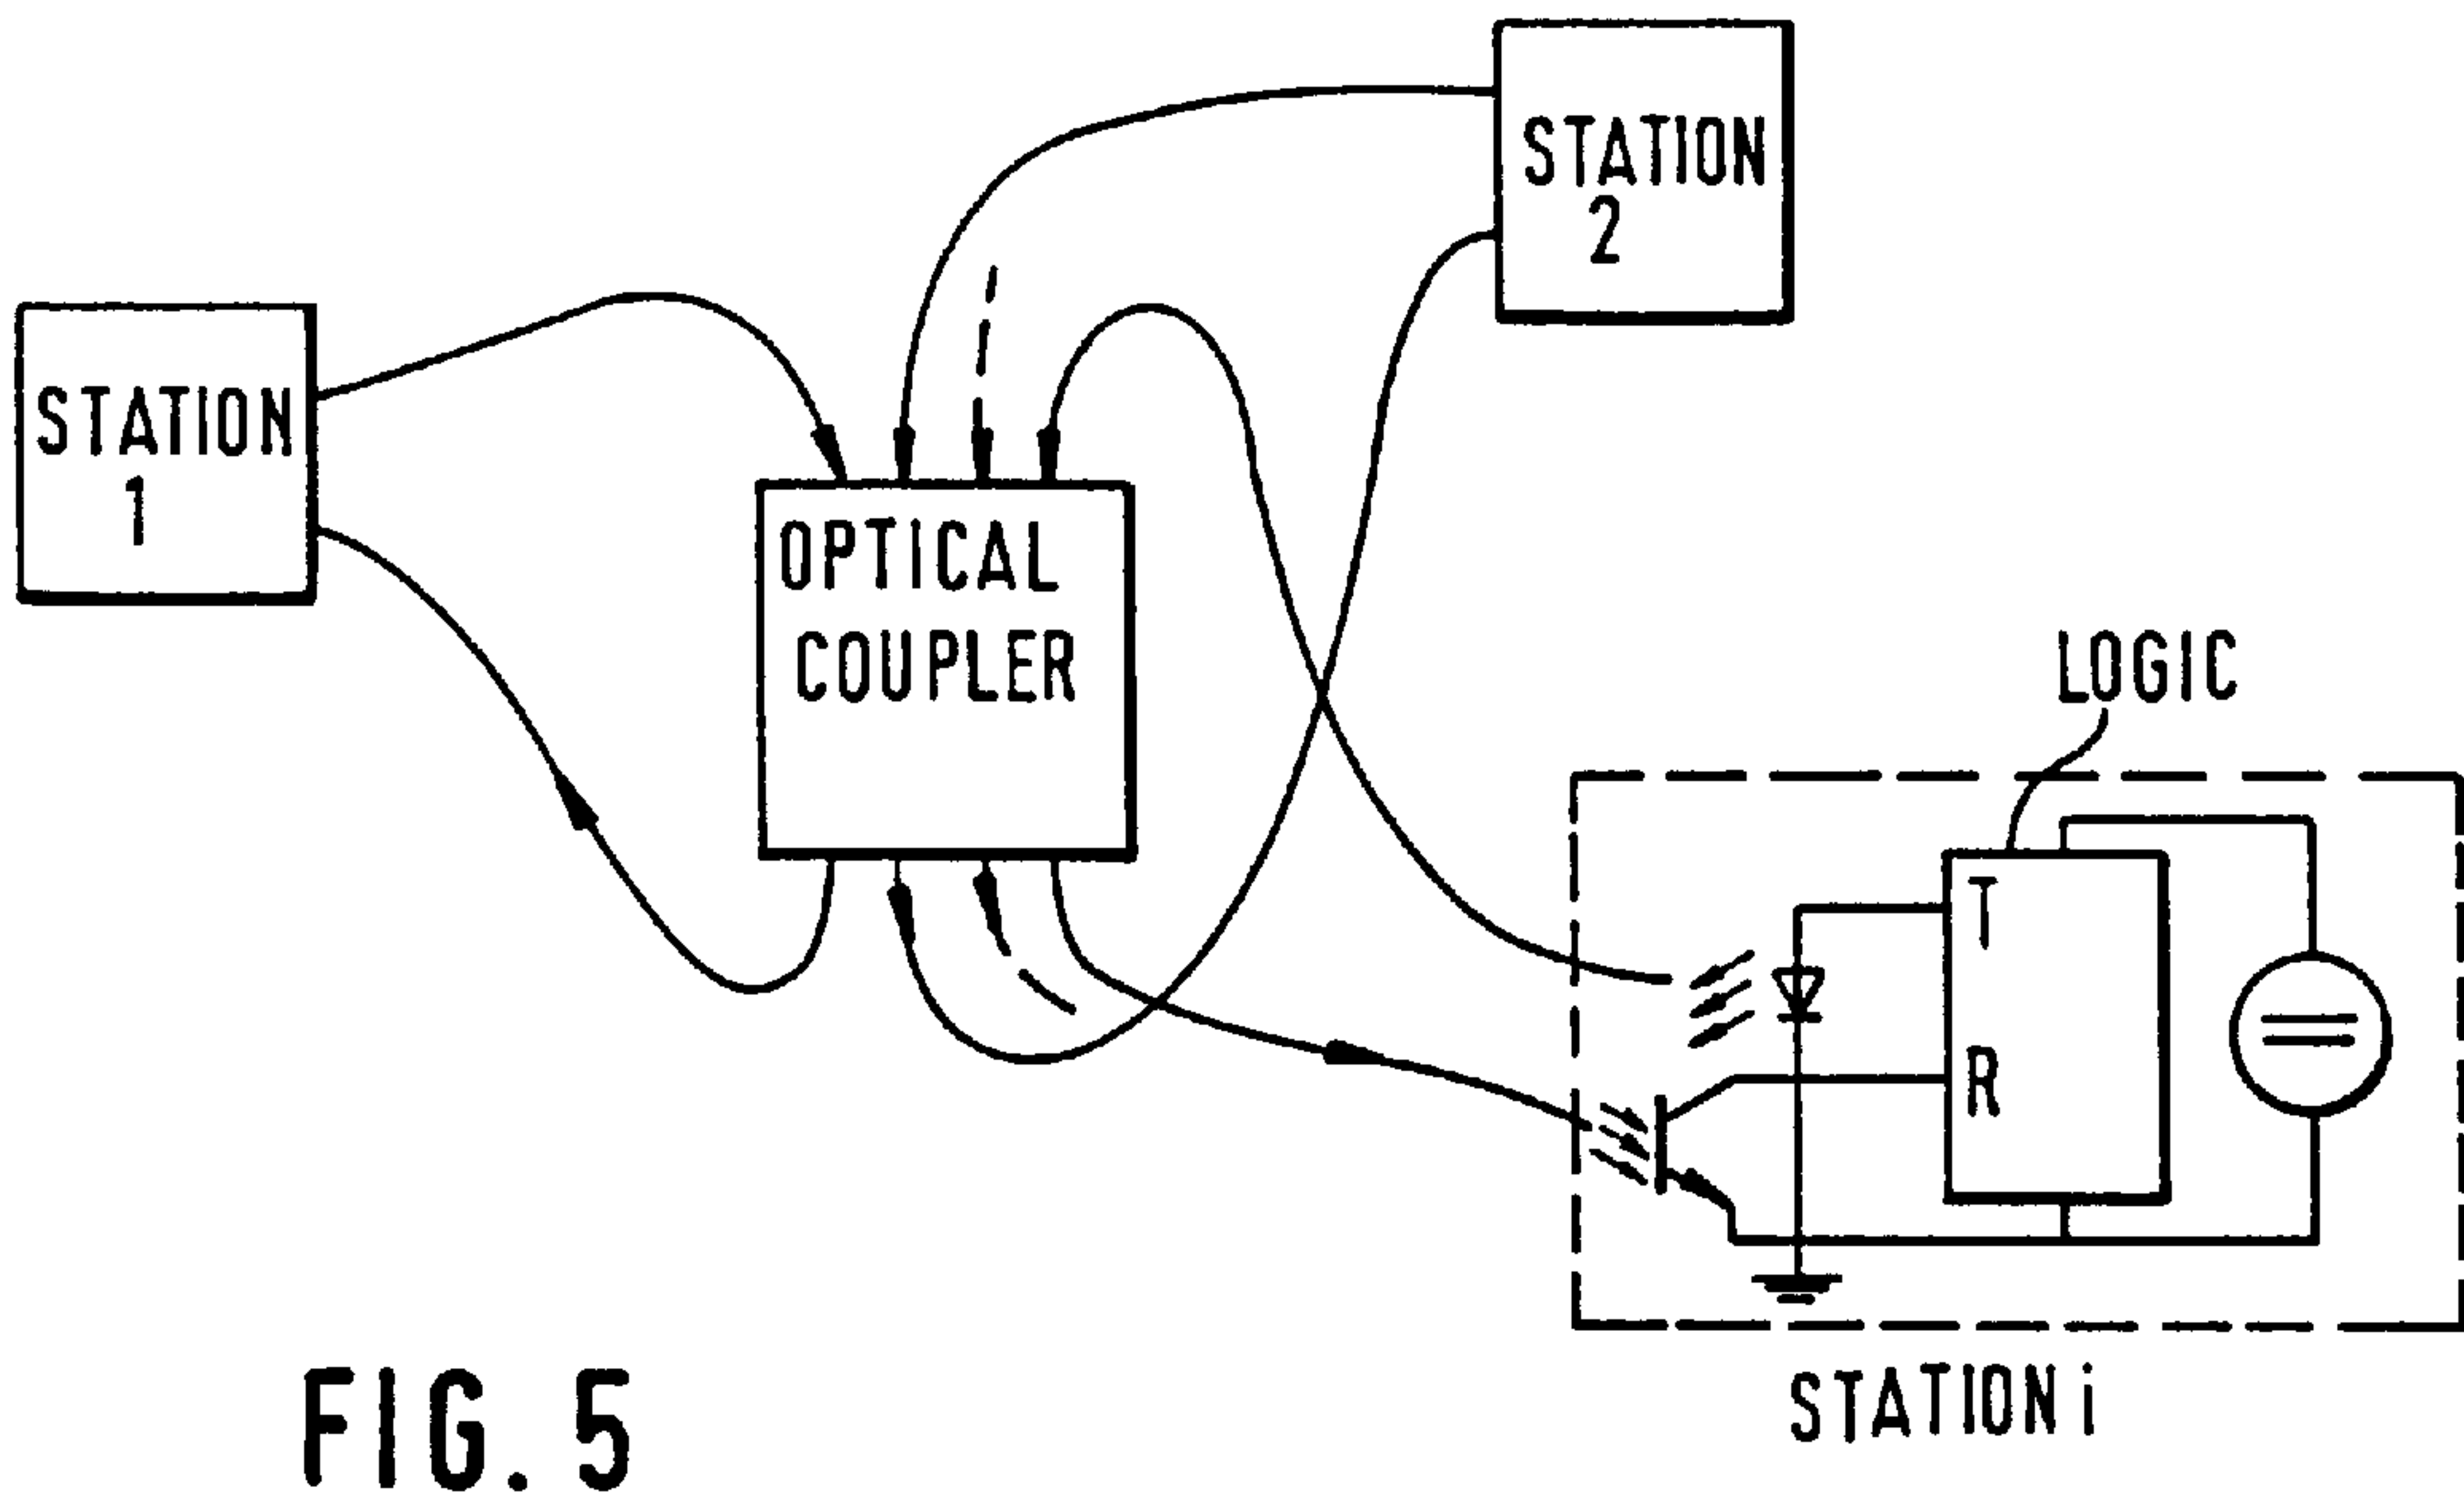 STATION
2
STATION
1
OPTICAL
COUPLER
LOGIC
T
R
STATION i
FIG. 5